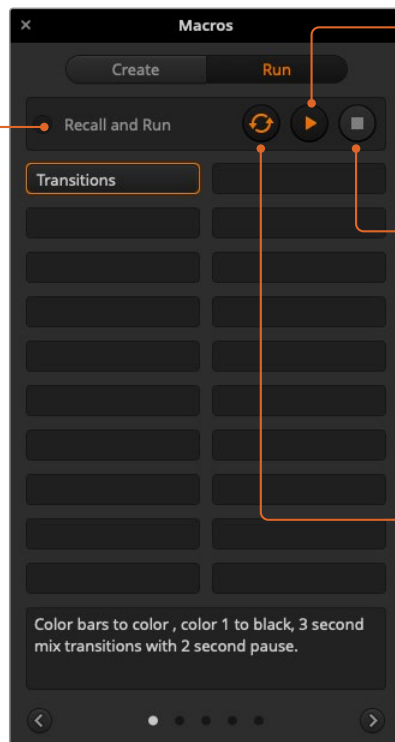 Macros
Create
Run
Recall and Run
Transitions
Color bars to color , color 1 to black, 3 second
mix transitions with 2 second pause.